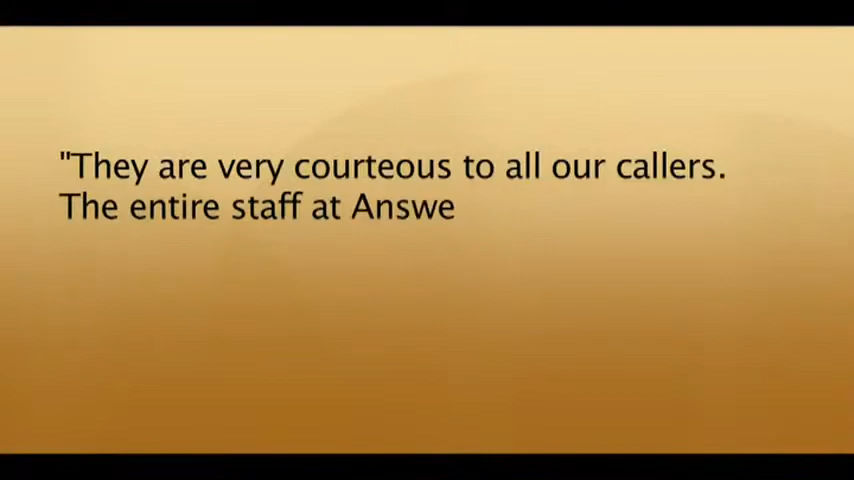 "They are very courteous to all our callers.
The entire staff at Answe